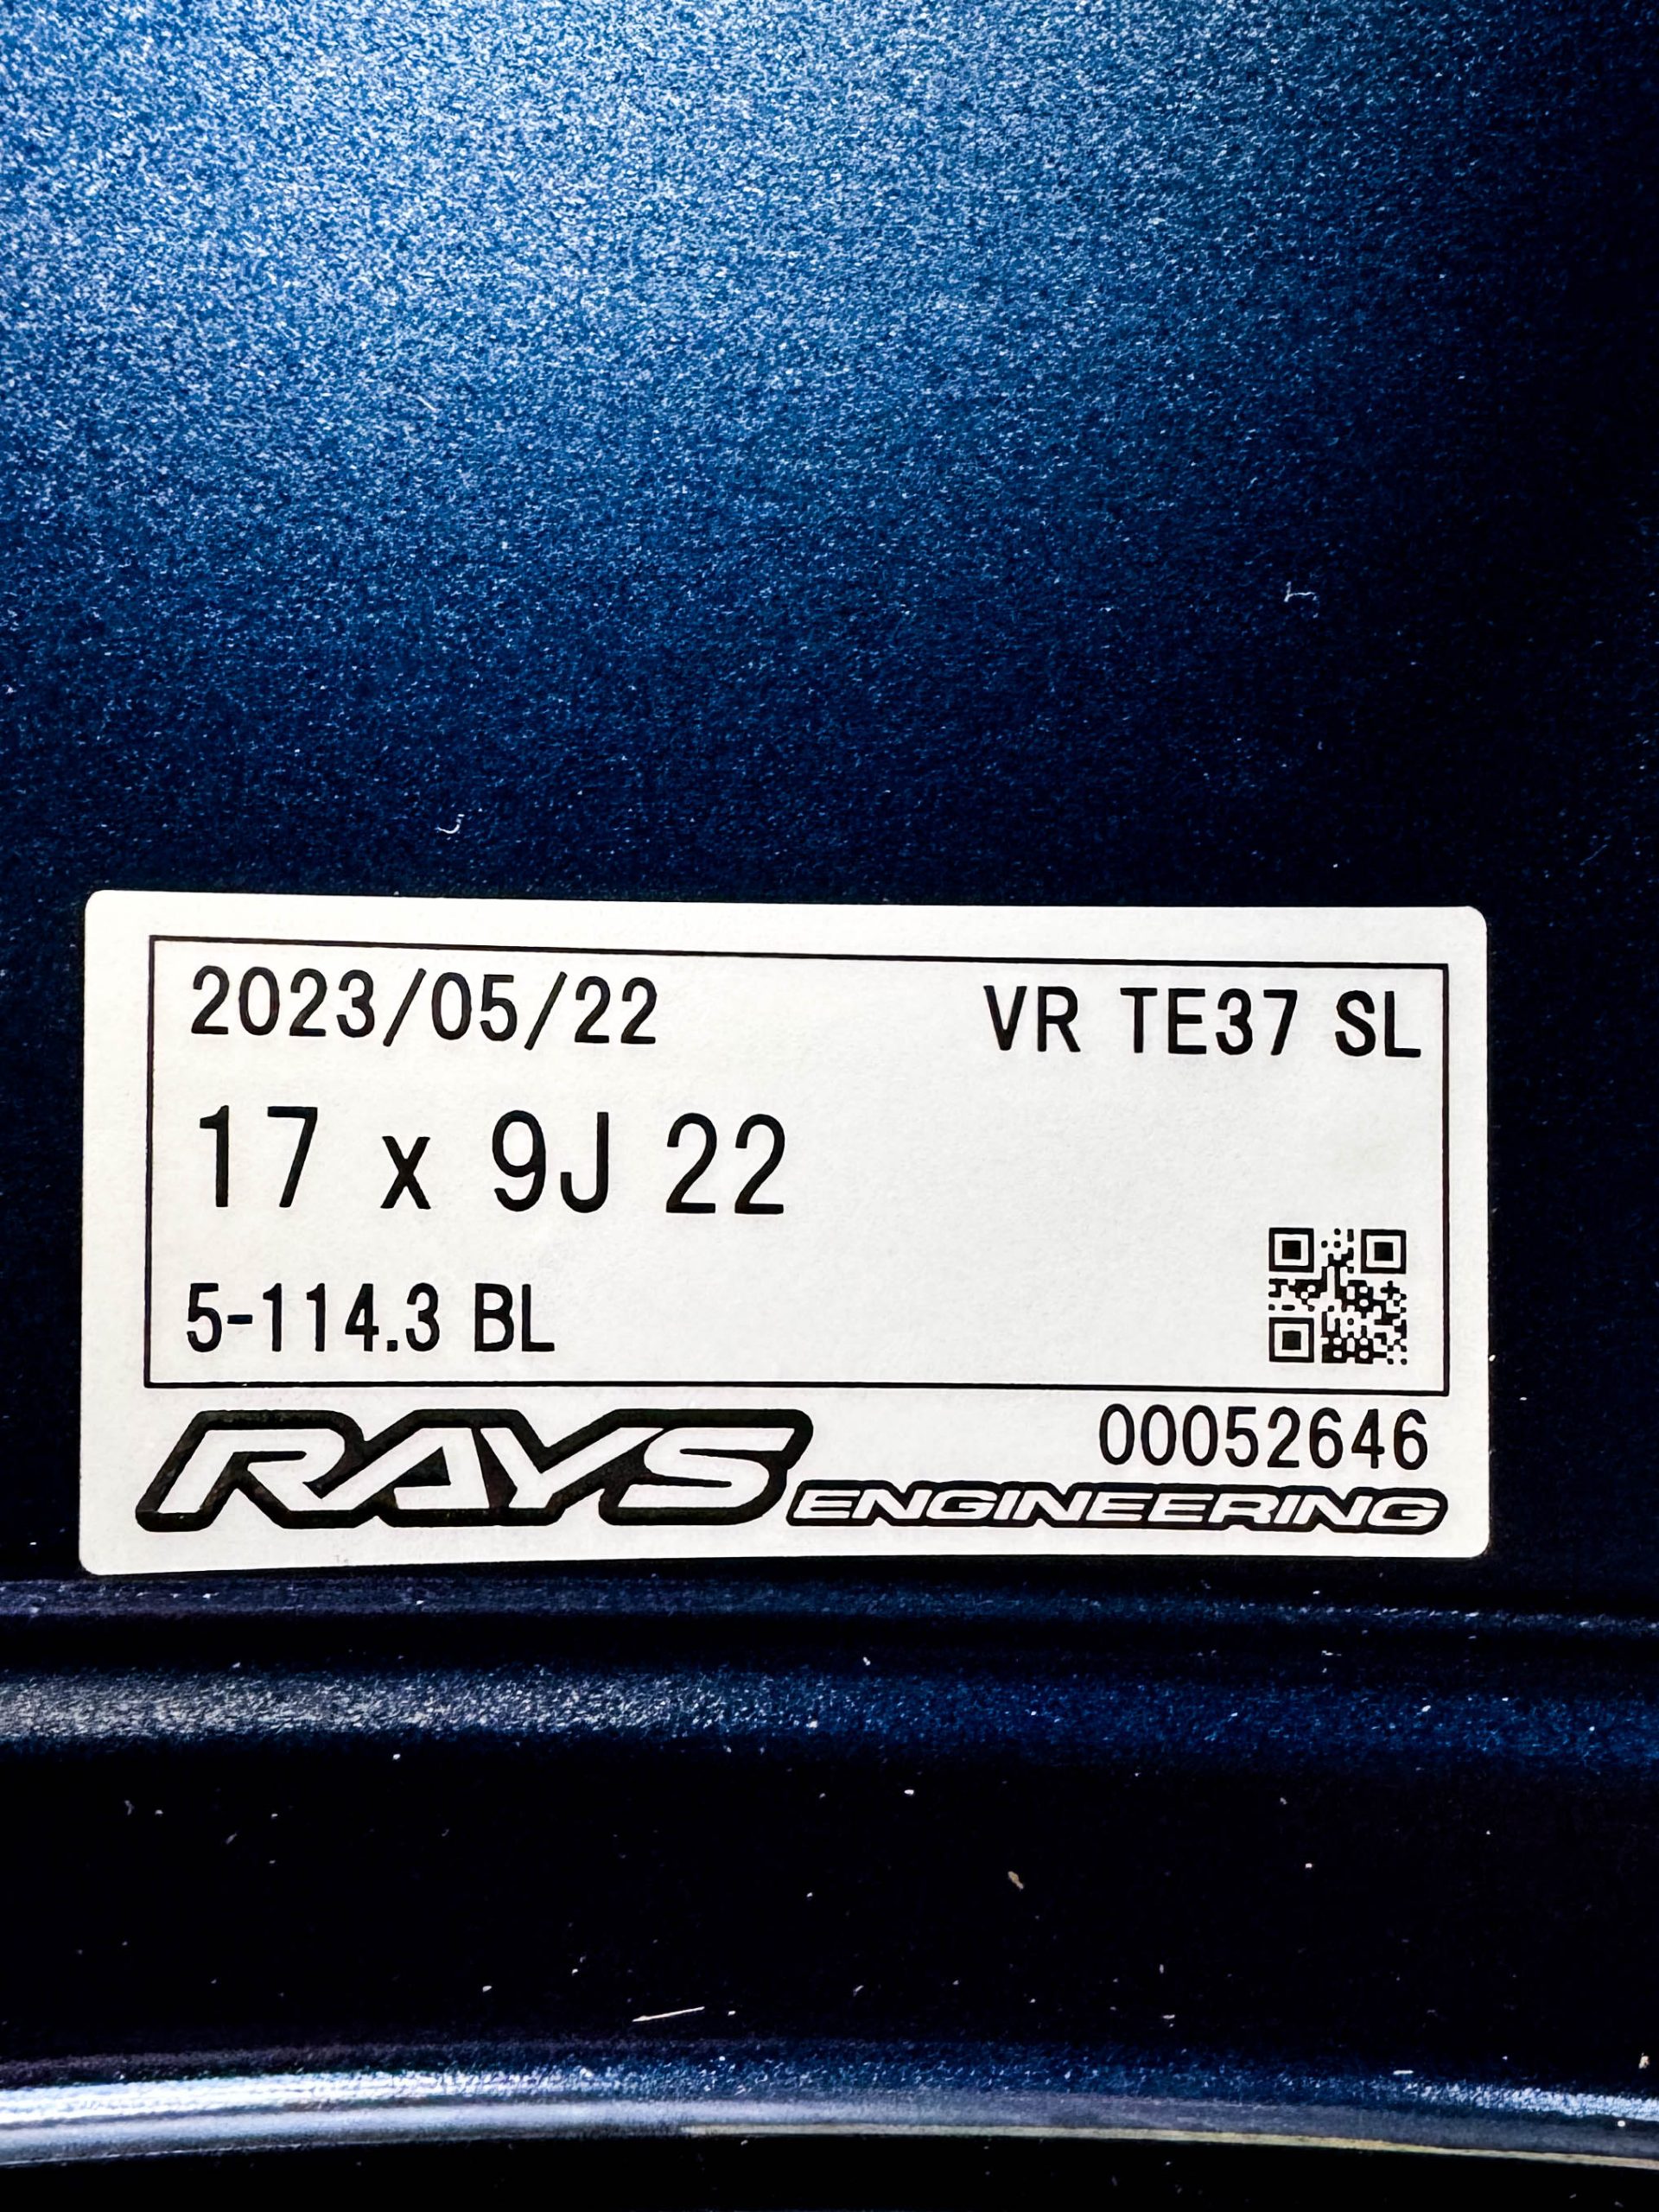 2023/05/22 VR TE37 SL
17 x 9J 22
5-114.3 BL
00052646
RAYS ENGINEERING